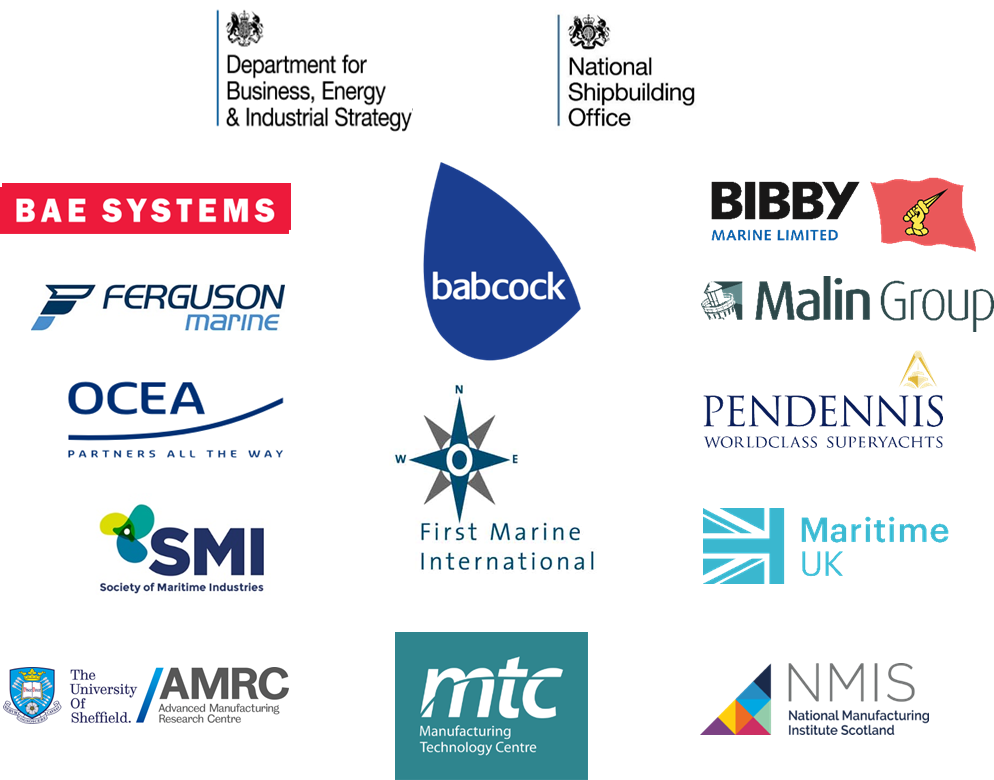 Department for
Business, Energy
& Industrial Strategy
National
Shipbuilding
Office
BAE SYSTEMS
babcock
BIBBY
MARINE LIMITED
FERGUSON
marine
Malin Group
OCEA
PARTNERS ALL THE WAY
N
W E
First Marine
International
PENDENNIS
WORLDCLASS SUPERYACHTS
SMI
Society of Maritime Industries
Maritime
UK
The
University
Of
Sheffield.
AMRC
Advanced Manufacturing
Research Centre
mtc
Manufacturing
Technology Centre
NMIS
National Manufacturing
Institute Scotland